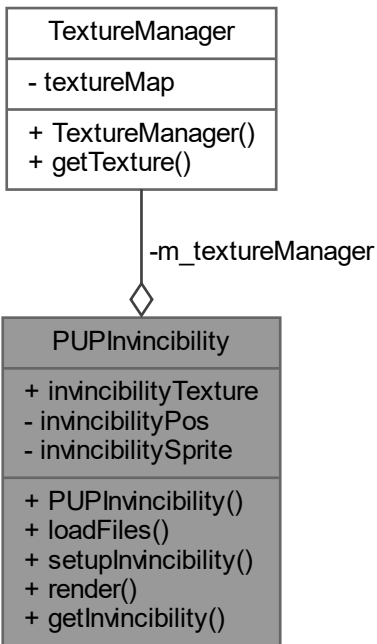 TextureManager
- textureMap
+ TextureManager()
+ getTexture()
-m_textureManager
PUPInvincibility
+ invincibilityTexture
- invincibilityPos
- invincibilitySprite
+ PUPInvincibility()
+ loadFiles()
+ setupInvincibility()
+ render()
+ getInvincibility()